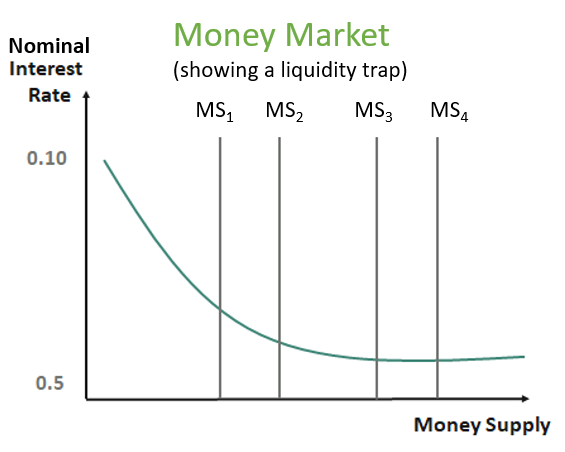 Money Market
(showing a liquidity trap)
Nominal
Interest
Rate
MS₁ MS₂ MS₃ MS₄
0.10
0.5
Money Supply